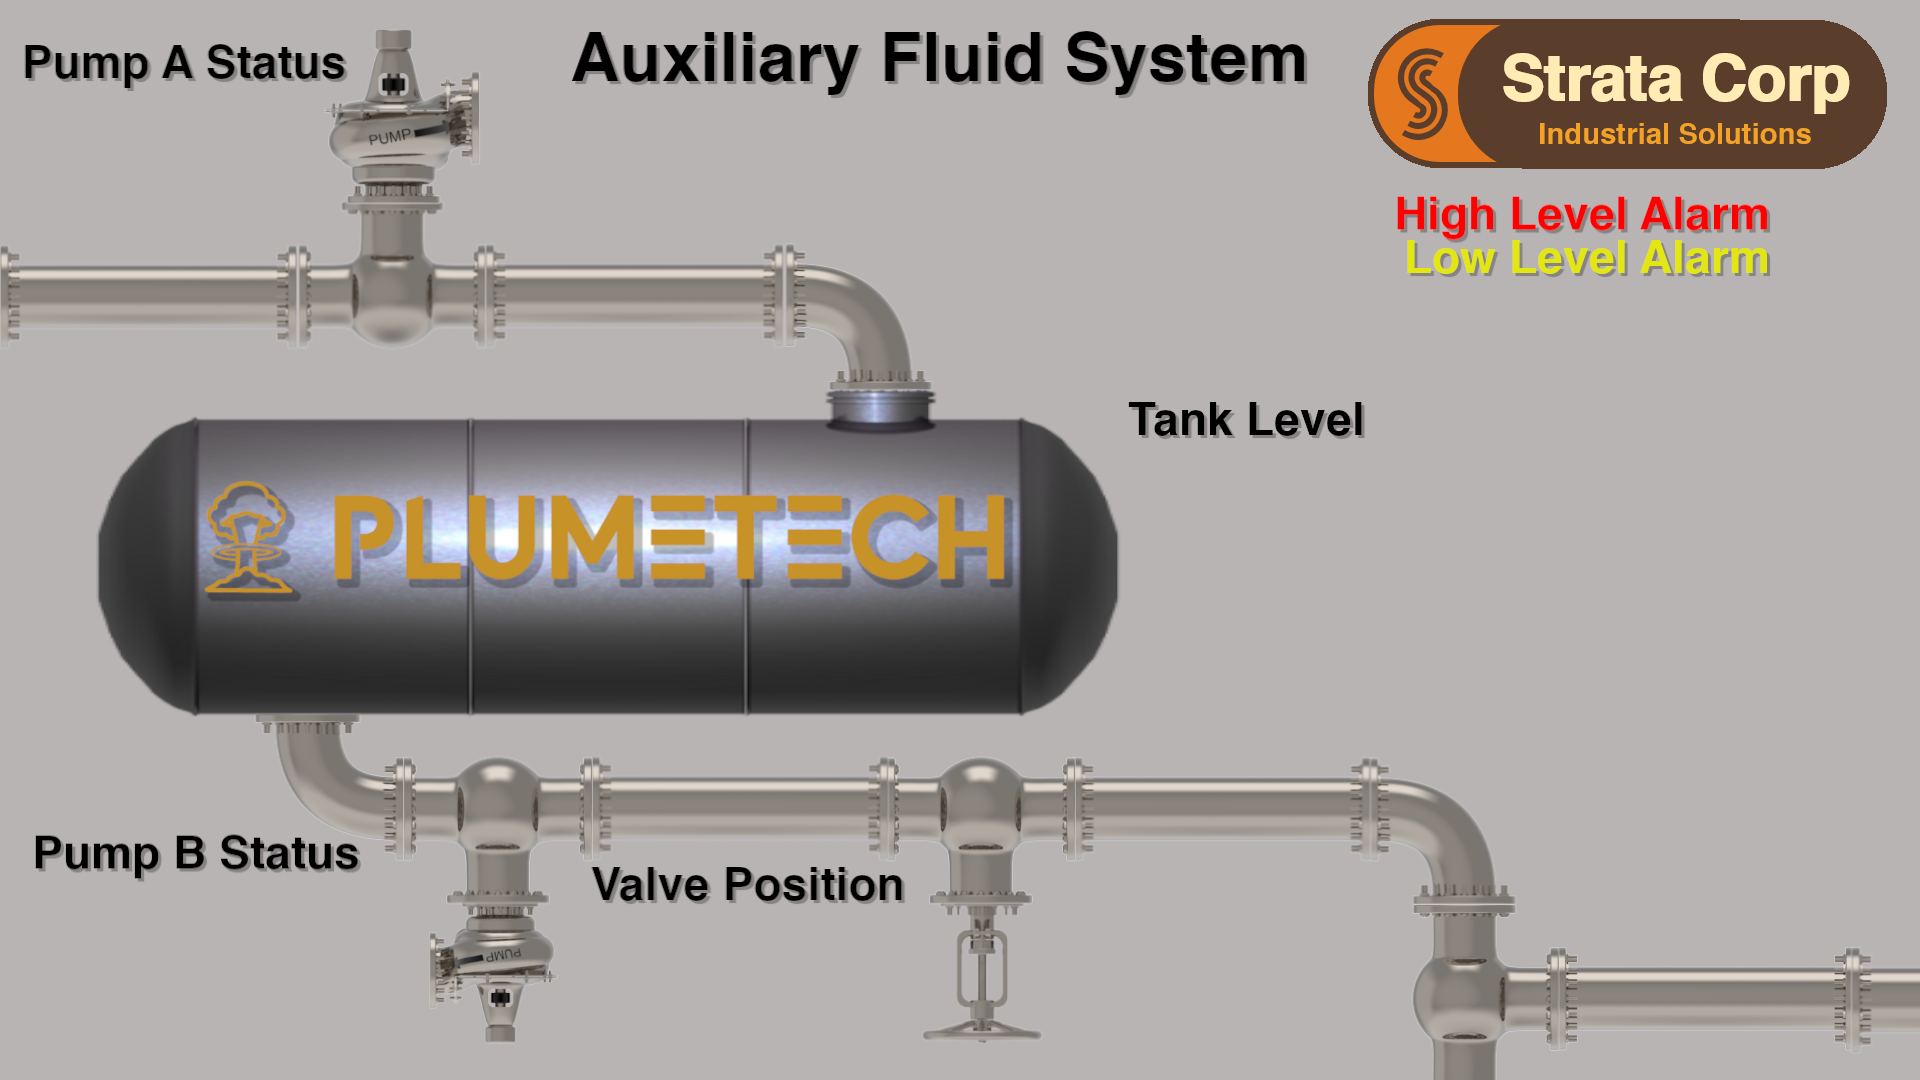 Pump A Status
Auxiliary Fluid System
Strata Corp
Industrial Solutions
PUMP
High Level Alarm
Low Level Alarm
Tank Level
PLUMETECH
Pump B Status
Valve Position
PUMP